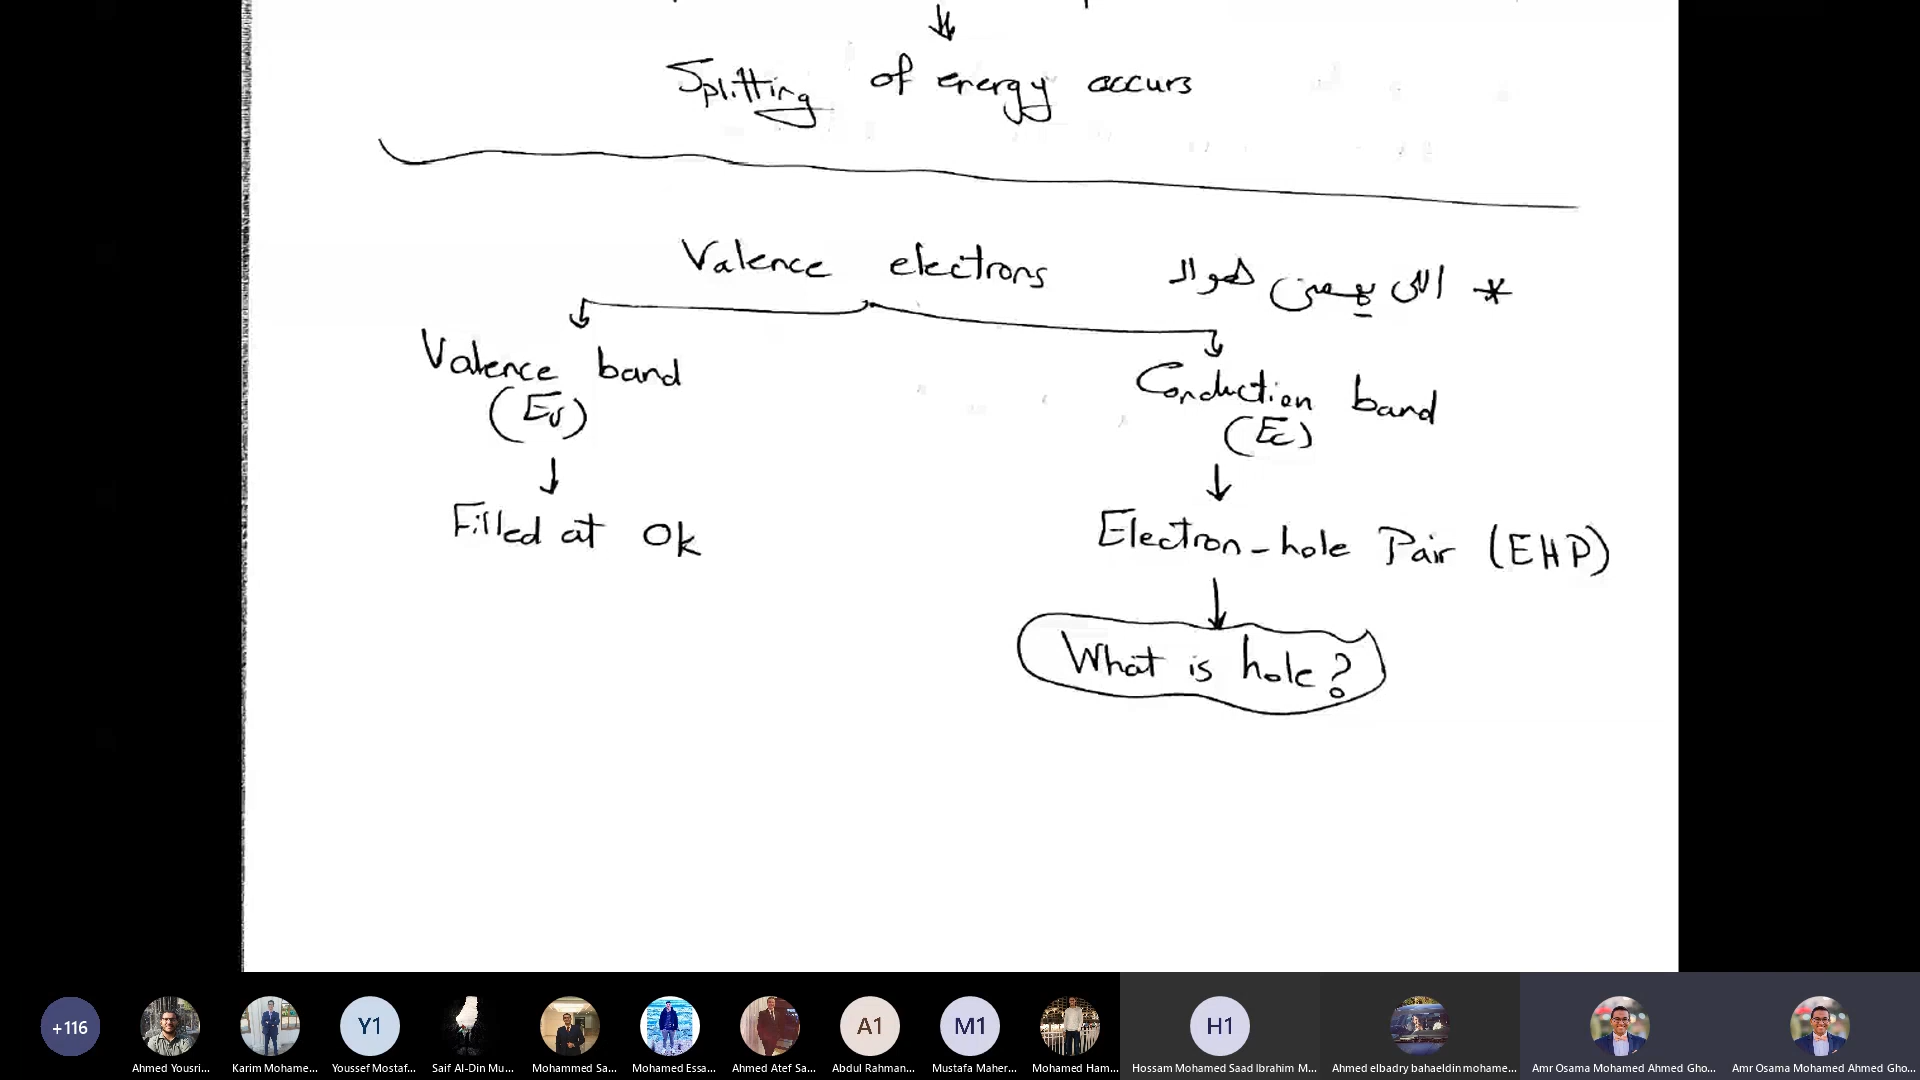 Splitting of energy occurs
Valence electrons * اللى يهمنى هوالـ
Valence band
(Ev)
Filled at 0k
Conduction band
(Ec)
Electron-hole Pair (EHP)
What is hole?
+116
Y1
A1
M1
H1
Ahmed Yousri...
Karim Mohame...
Youssef Mostaf...
Saif Al-Din Mu...
Mohammed Sa...
Mohamed Essa...
Ahmed Atef Sa...
Abdul Rahman...
Mustafa Maher...
Mohamed Ham...
Hossam Mohamed Saad Ibrahim M...
Ahmed elbadry bahaeldin mohame...
Amr Osama Mohamed Ahmed Gho...
Amr Osama Mohamed Ahmed Gho...